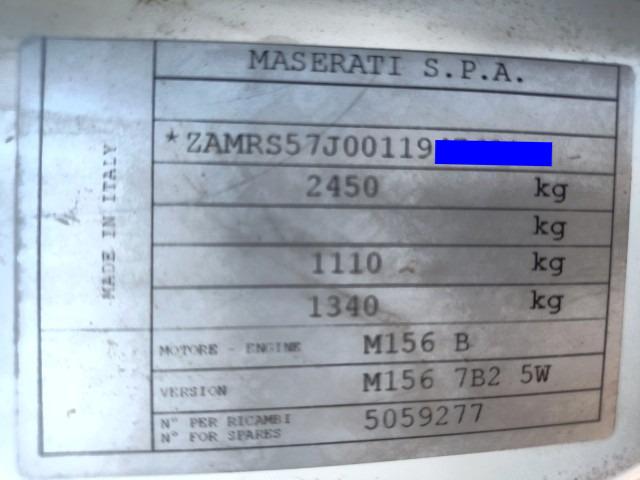 MASERATI S.P.A.
*ZAMRS57J00119
2450 kg
kg
1110 kg
1340 kg
MADE IN ITALY
MOTORE - ENGINE M156 B
VERSION M156 7B2 5W
N° PER RICAMBI
N° FOR SPARES
5059277